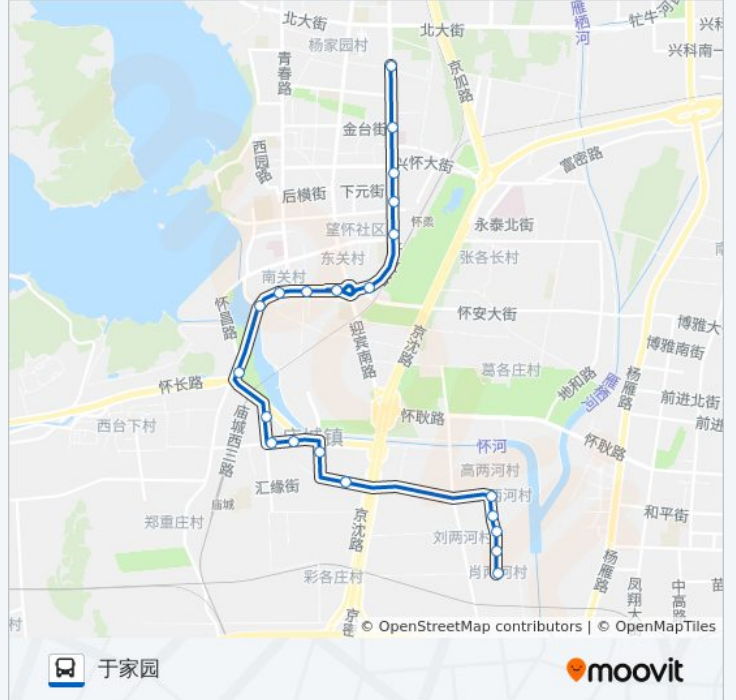 北大街
北大街
雁栖河
牤牛河
兴科
兴科南一
杨家园村
青春路
京加路
金台街
兴怀大街
富密路
西园路
后横街
下元街
望怀社区
怀柔
永泰北街
东关村
张各长村
南关村
怀昌路
怀安大街
迎宾南路
京沈路
博雅大
博雅南街
葛各庄村
地和路
雁栖河
杨雁路
怀长路
前进北街
前进
西台下村
庙城西三路
庙城镇
怀耿路
怀河
怀耿路
高两河村
汇缘街
两河村
庙城
京沈路
和平街
郑重庄村
刘两河村
彩各庄村
肖两河村
杨雁路
凤翔大
中高路
苗
村
京
© OpenStreetMap contributors | © OpenMapTiles
于家园
moovit